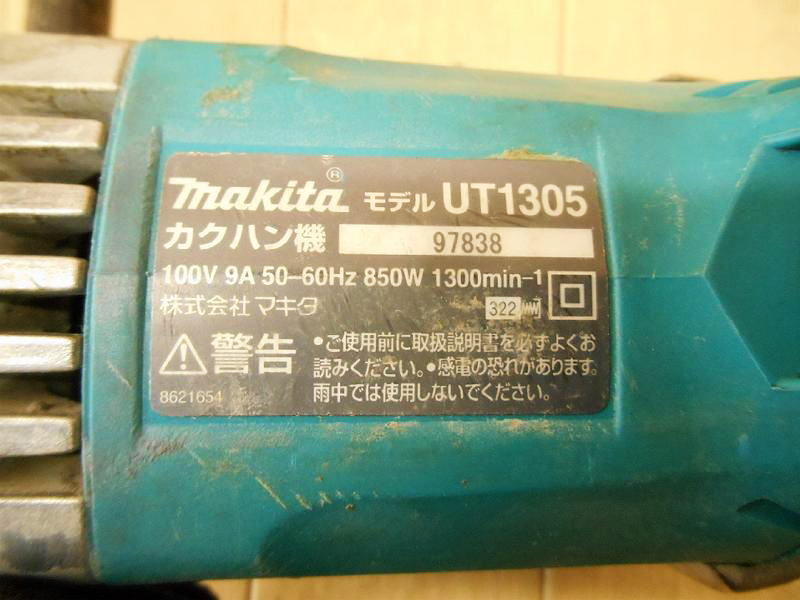 makita® モデル UT1305
カクハン機 97838
100V 9A 50-60Hz 850W 1300min-1
株式会社 マキタ 322
警告 •ご使用前に取扱説明書を必ずよくお
読みください。•感電の恐れがあります。
雨中では使用しないでください。
8621654